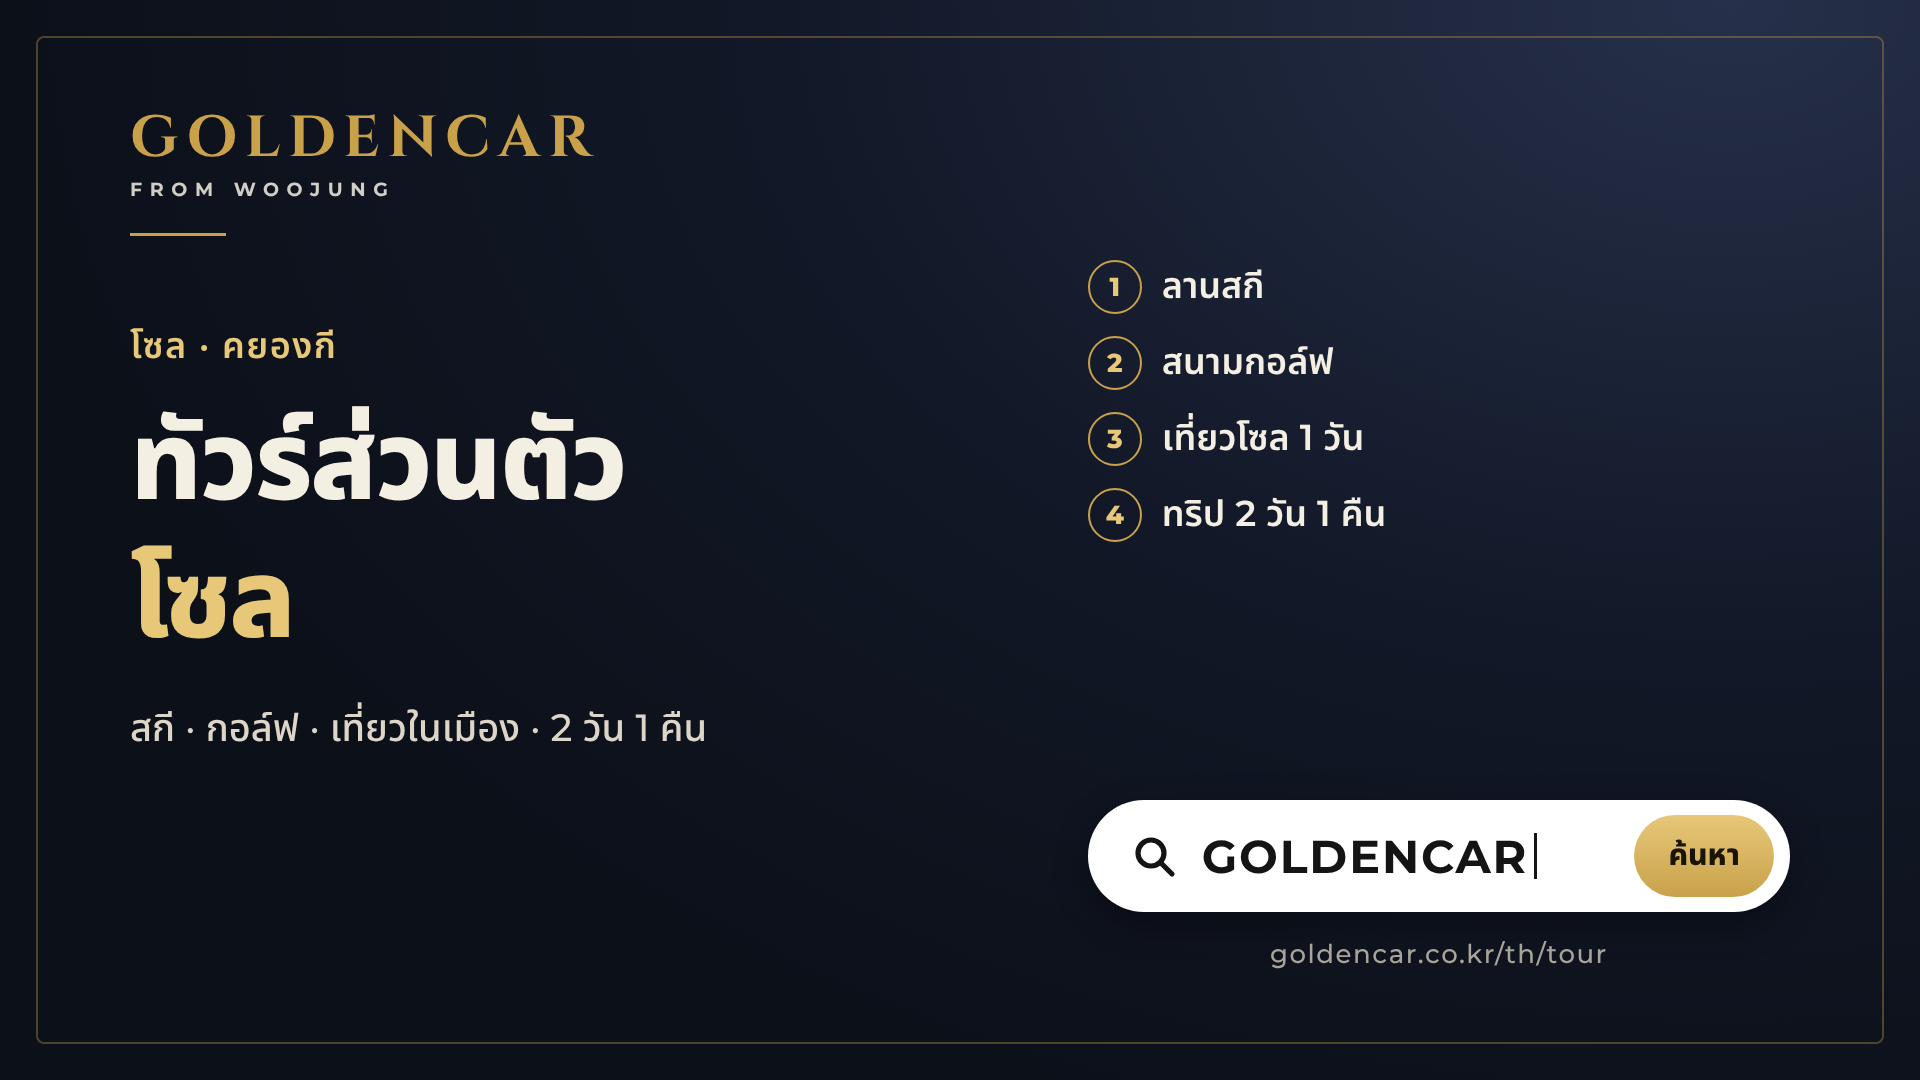 GOLDENCAR
FROM WOOJUNG
โซล · คยองกี
ทัวร์ส่วนตัว
โซล
สกี · กอล์ฟ · เที่ยวในเมือง · 2 วัน 1 คืน
1 ลานสกี
2 สนามกอล์ฟ
3 เที่ยวโซล 1 วัน
4 ทริป 2 วัน 1 คืน
GOLDENCAR ค้นหา
goldencar.co.kr/th/tour